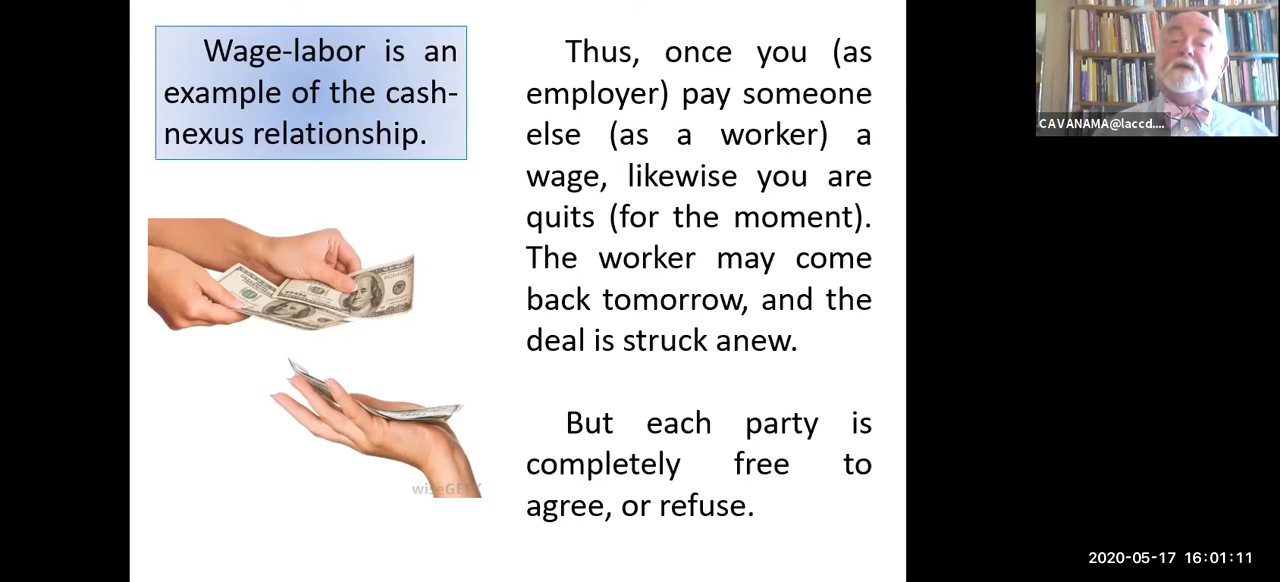 Wage-labor is an
example of the cash-
nexus relationship.
Thus, once you (as
employer) pay someone
else (as a worker) a
wage, likewise you are
quits (for the moment).
The worker may come
back tomorrow, and the
deal is struck anew.
But each party is
completely free to
agree, or refuse.
CAVANAMA@laccd....
2020-05-17 16:01:11